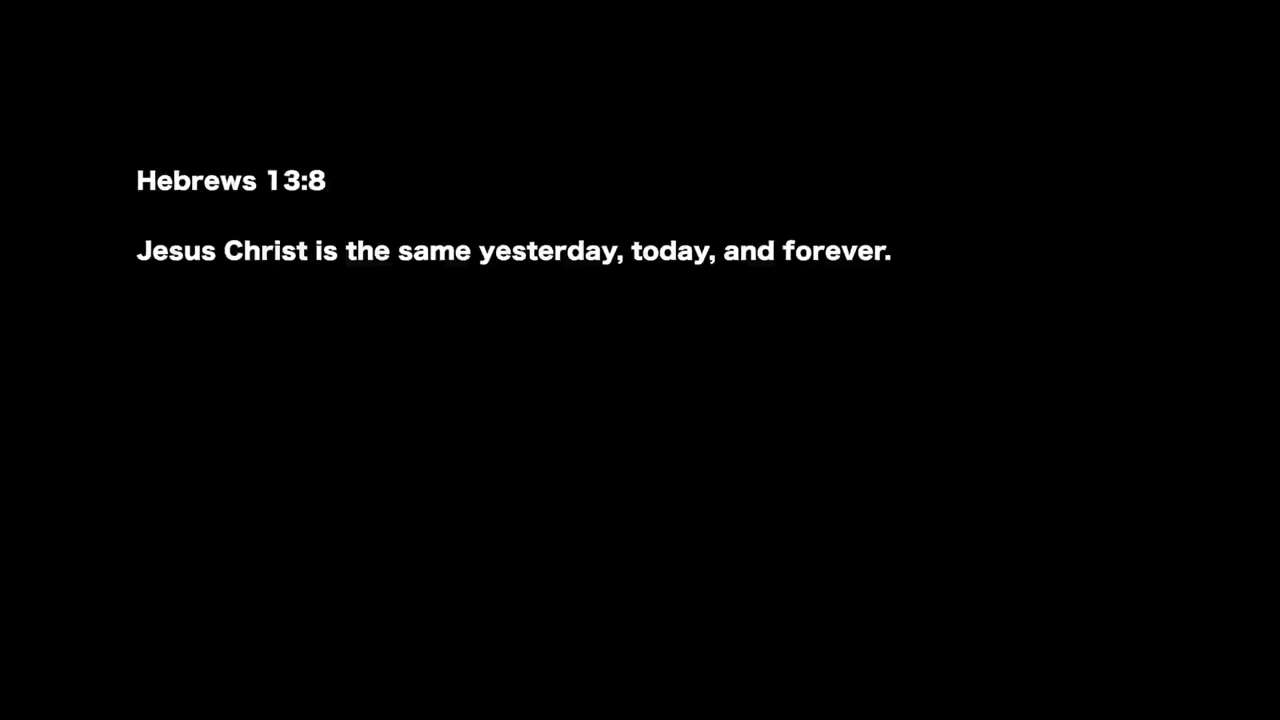 Hebrews 13:8
Jesus Christ is the same yesterday, today, and forever.